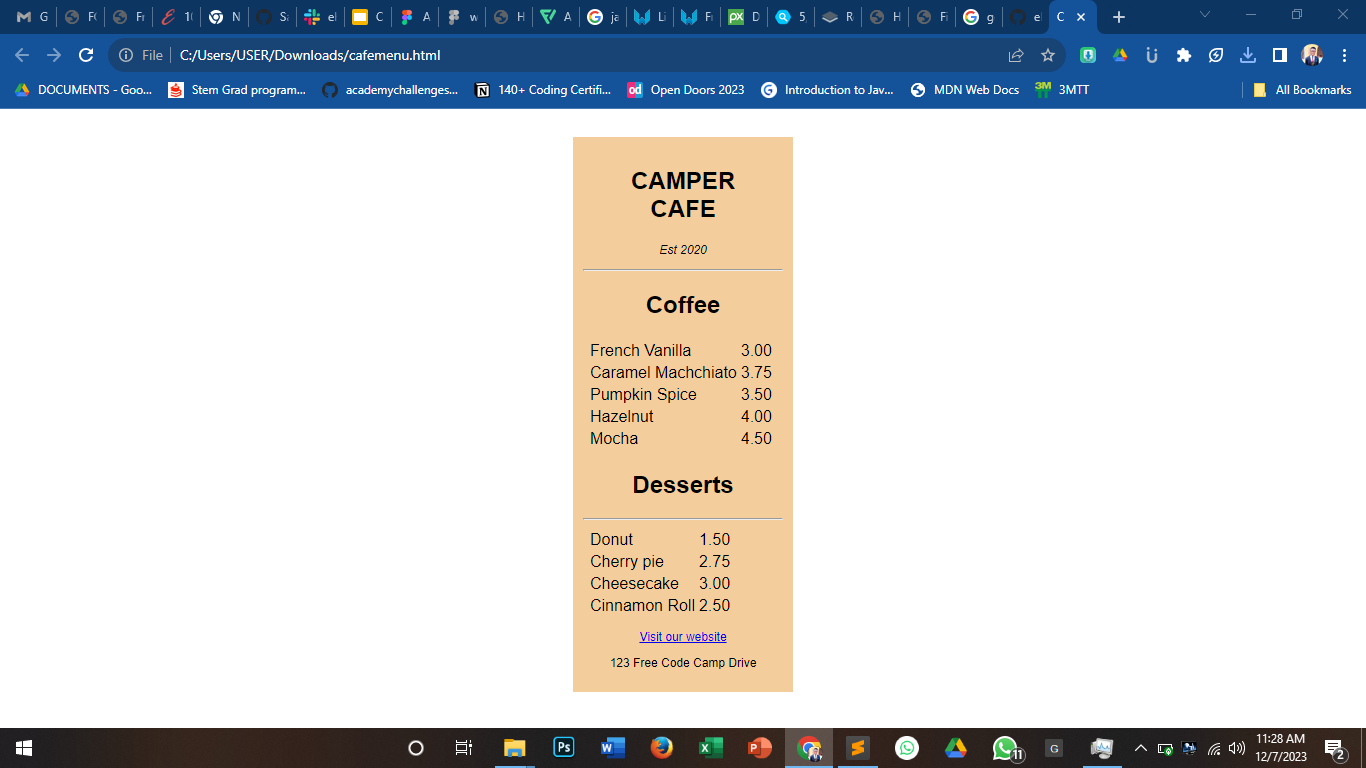 G
FC
Fr
10
N
Sa
el
C
A
w
H
A
ja
Li
Fr
D
5,
R
H
Fi
g
el
C
File
C:/Users/USER/Downloads/cafemenu.html
DOCUMENTS - Goo...
Stem Grad program...
academychallenges...
140+ Coding Certifi...
Open Doors 2023
Introduction to Jav...
MDN Web Docs
3MTT
All Bookmarks
CAMPER
CAFE
Est 2020
Coffee
French Vanilla 3.00
Caramel Machchiato 3.75
Pumpkin Spice 3.50
Hazelnut 4.00
Mocha 4.50
Desserts
Donut 1.50
Cherry pie 2.75
Cheesecake 3.00
Cinnamon Roll 2.50
Visit our website
123 Free Code Camp Drive
11:28 AM
12/7/2023